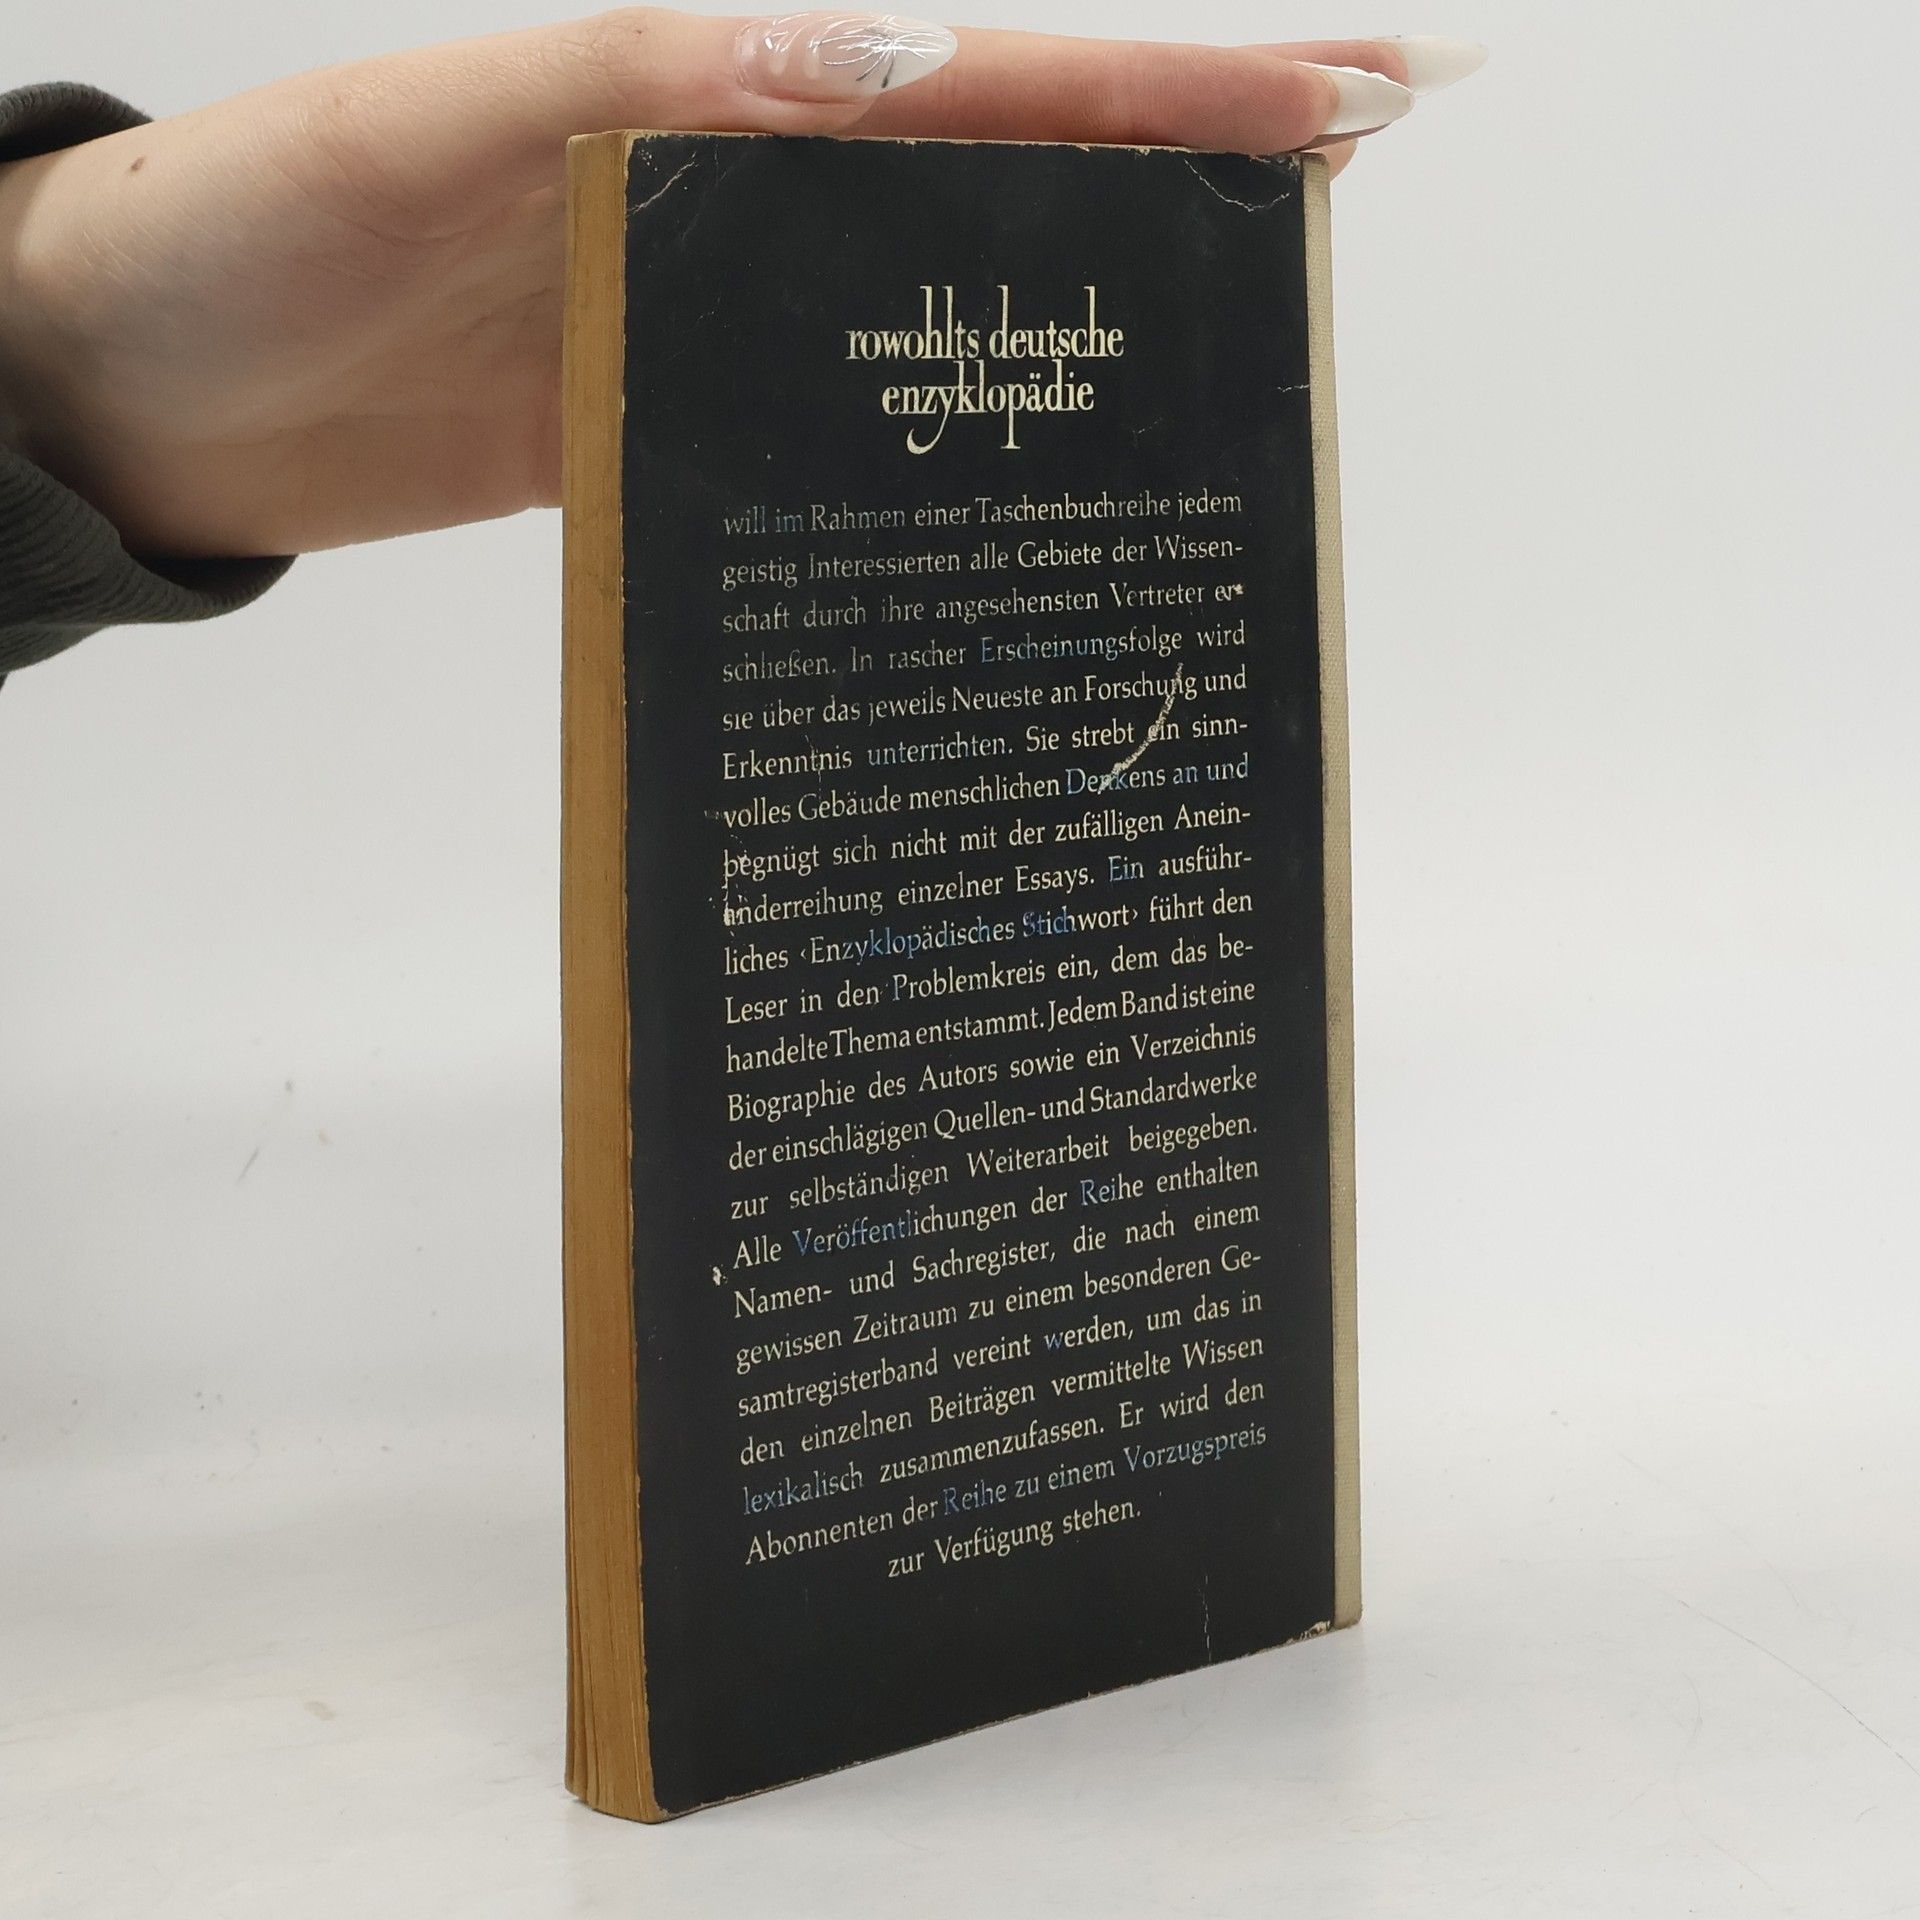 rowohlts deutsche
enzyklopädie
will im Rahmen einer Taschenbuchreihe jedem
geistig Interessierten alle Gebiete der Wissen-
schaft durch ihre angesehensten Vertreter er-
schließen. In rascher Erscheinungsfolge wird
sie über das jeweils Neueste an Forschung und
Erkenntnis unterrichten. Sie strebt ein sinn-
volles Gebäude menschlichen Denkens an und
begnügt sich nicht mit der zufälligen Anein-
anderreihung einzelner Essays. Ein ausführ-
liches ‹Enzyklopädisches Stichwort› führt den
Leser in den Problemkreis ein, dem das be-
handelte Thema entstammt. Jedem Band ist eine
Biographie des Autors sowie ein Verzeichnis
der einschlägigen Quellen- und Standardwerke
zur selbständigen Weiterarbeit beigegeben.
Alle Veröffentlichungen der Reihe enthalten
Namen- und Sachregister, die nach einem
gewissen Zeitraum zu einem besonderen Ge-
samtregisterband vereint werden, um das in
den einzelnen Beiträgen vermittelte Wissen
lexikalisch zusammenzufassen. Er wird den
Abonnenten der Reihe zu einem Vorzugspreis
zur Verfügung stehen.